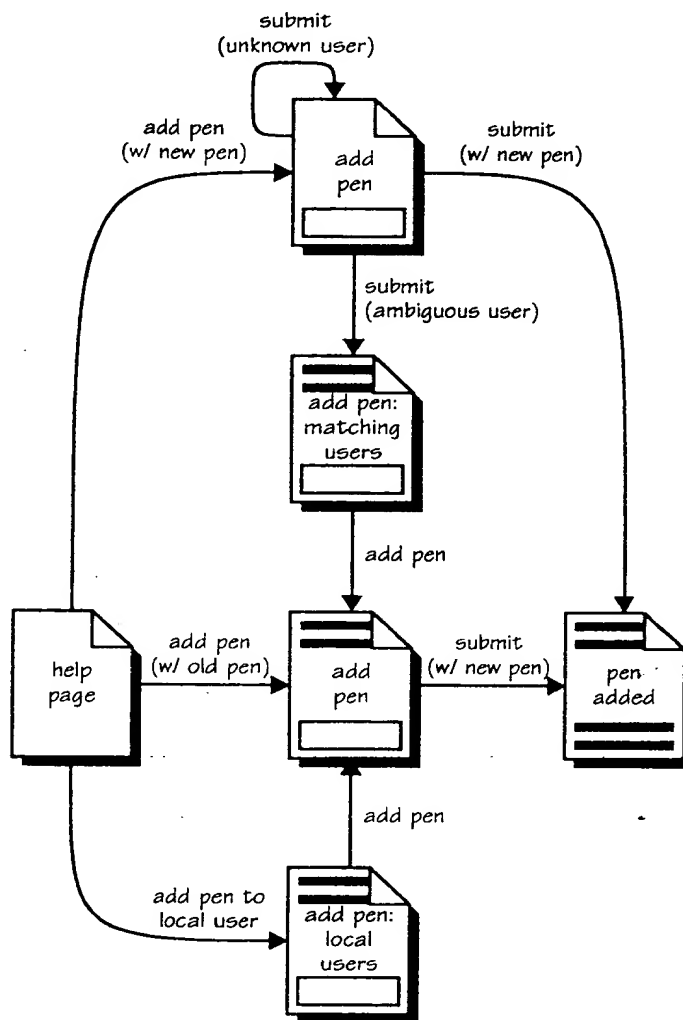 submit
(unknown user)
add pen
(w/ new pen)
submit
(w/ new pen)
add
pen
submit
(ambiguous user)
add pen:
matching
users
add pen
help
page
add pen
(w/ old pen)
add
pen
submit
(w/ new pen)
pen
added
add pen
add pen to
local user
add pen:
local
users